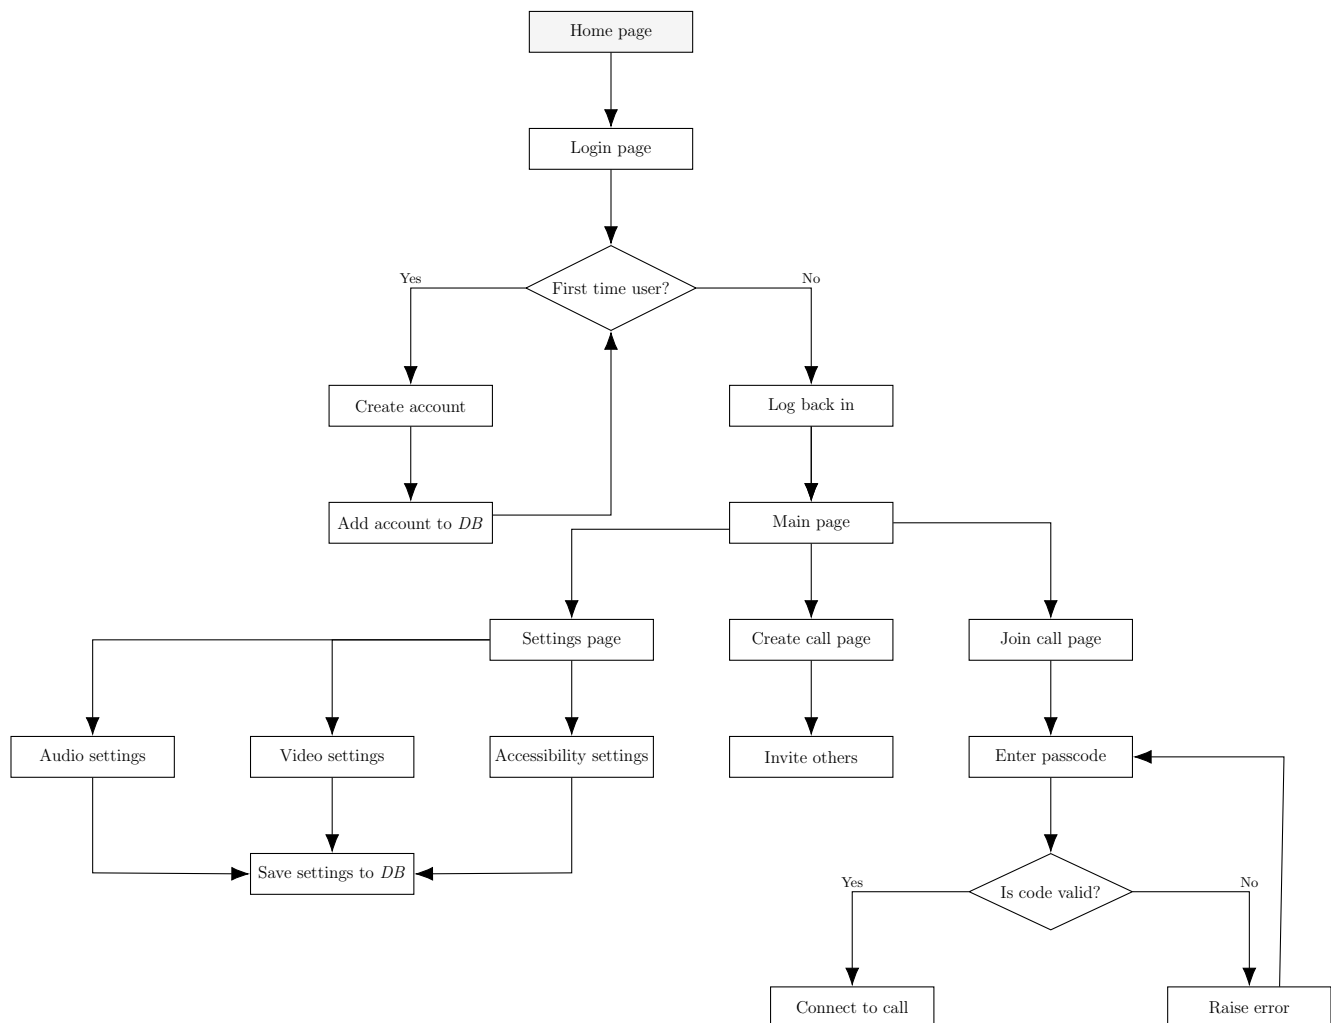 Home page
Login page
First time user?
Yes
No
Create account
Log back in
Add account to DB
Main page
Settings page
Create call page
Join call page
Audio settings
Video settings
Accessibility settings
Invite others
Enter passcode
Save settings to DB
Is code valid?
Yes
No
Connect to call
Raise error